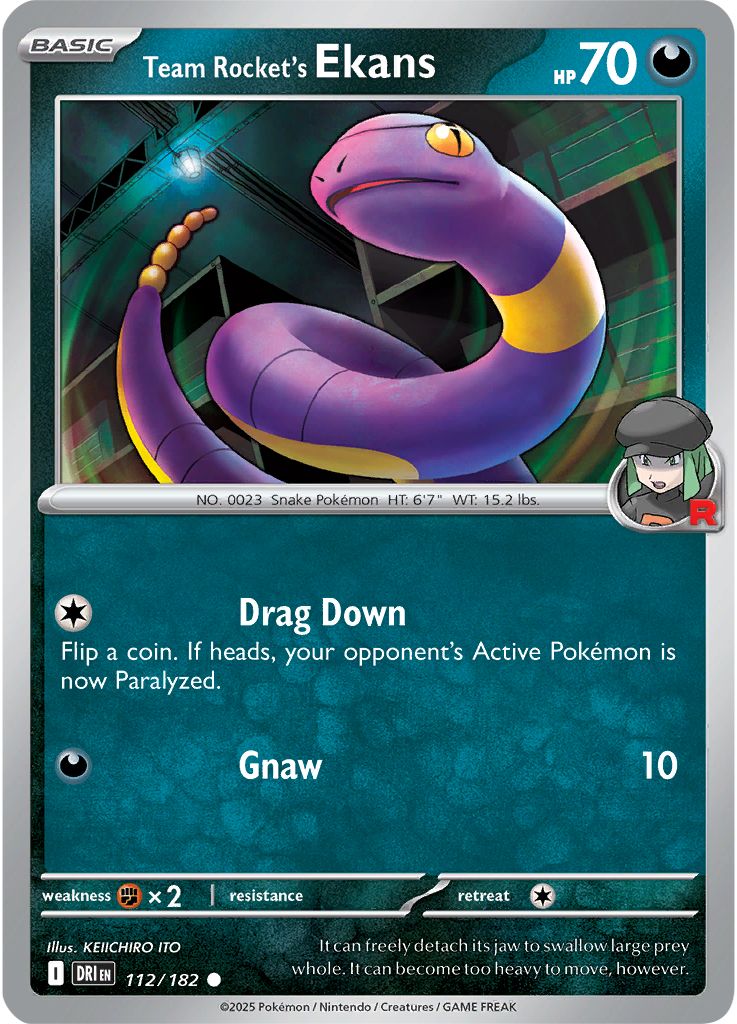 BASIC
Team Rocket's Ekans HP 70
NO. 0023 Snake Pokémon HT: 6'7" WT: 15.2 lbs.
R
Drag Down
Flip a coin. If heads, your opponent's Active Pokémon is
now Paralyzed.
Gnaw 10
weakness ×2 resistance retreat
Illus. KEIICHIRO ITO
It can freely detach its jaw to swallow large prey
whole. It can become too heavy to move, however.
I DRI EN 112/182
©2025 Pokémon / Nintendo / Creatures / GAME FREAK